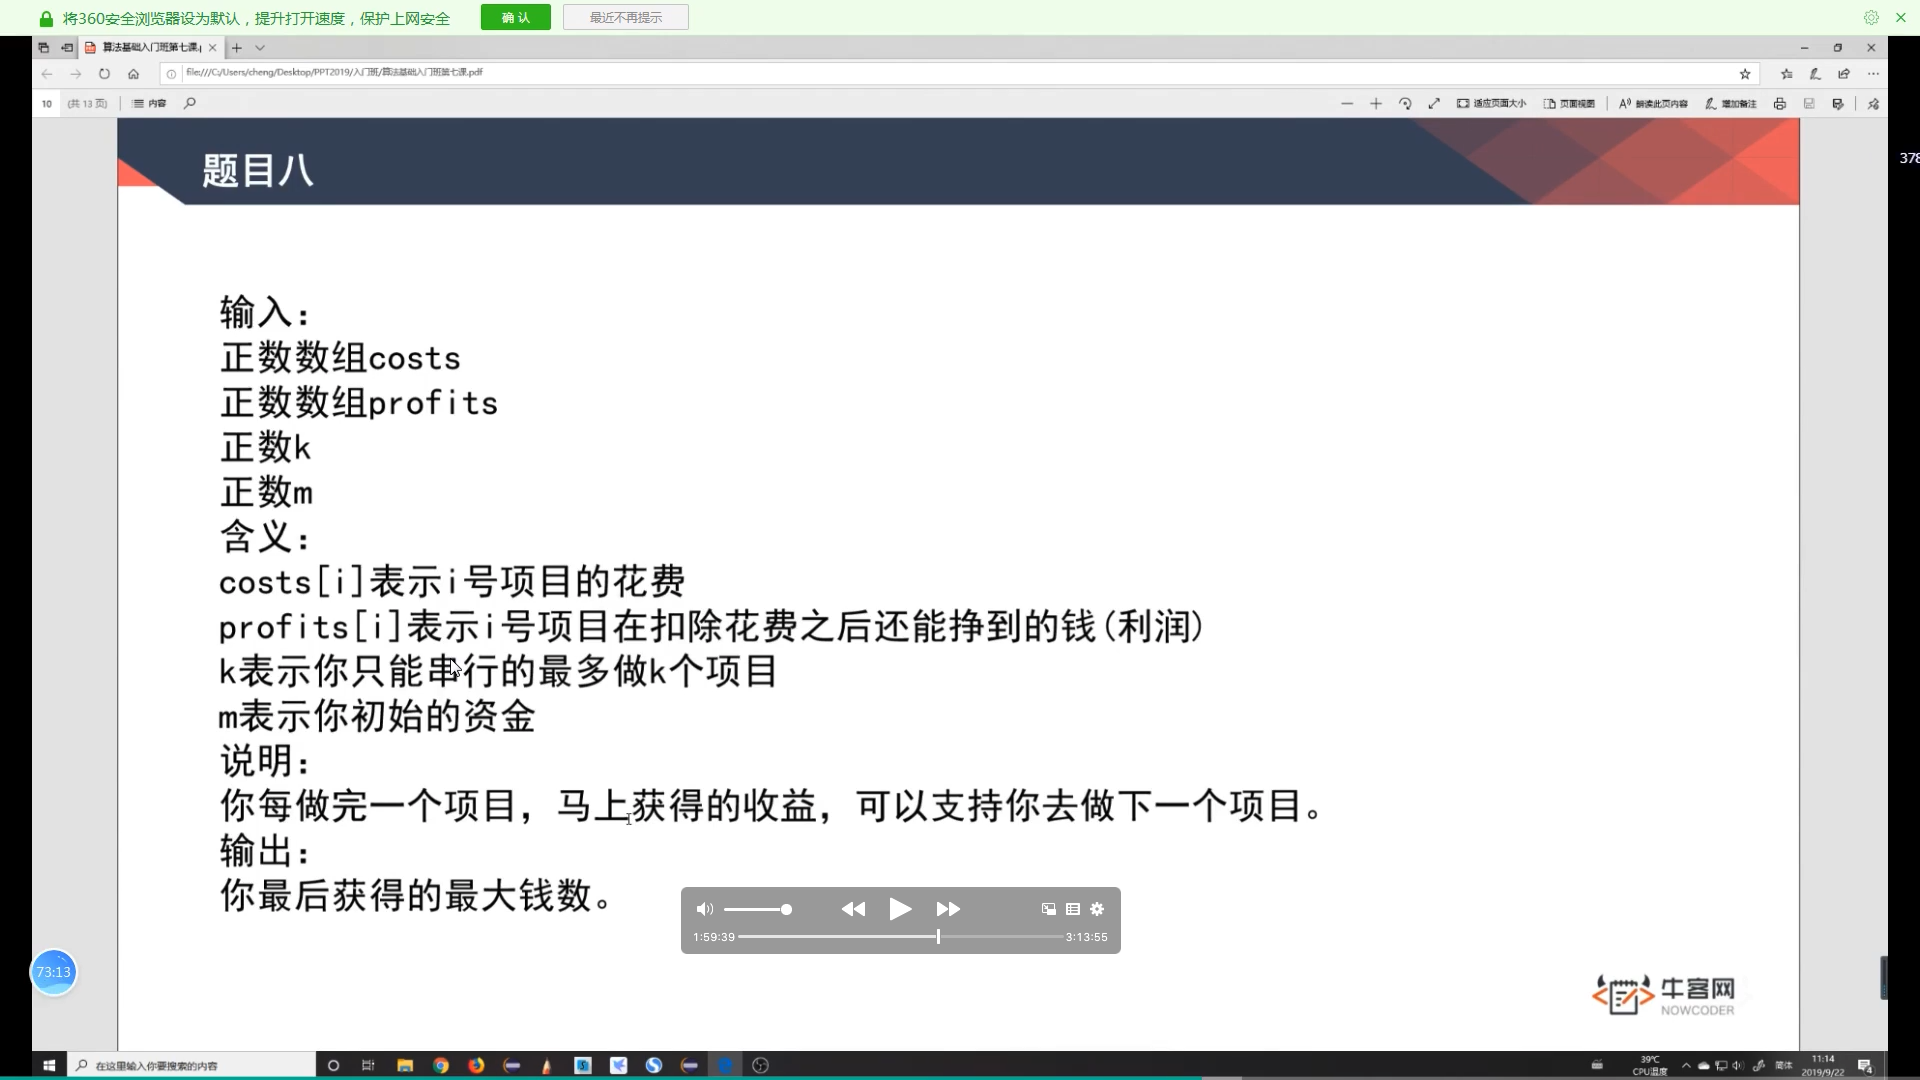 将360安全浏览器设为默认，提升打开速度，保护上网安全 确 认 最近不再提示
算法基础入门班第七课.p
file:///C:/Users/cheng/Desktop/PPT2019/入门班/算法基础入门班第七课.pdf
10 (共 13 页) 内容 适应页面大小 页面视图 朗读此页内容 增加备注
题目八
378
输入：
正数数组costs
正数数组profits
正数k
正数m
含义：
costs[i]表示i号项目的花费
profits[i]表示i号项目在扣除花费之后还能挣到的钱(利润)
k表示你只能串行的最多做k个项目
m表示你初始的资金
说明：
你每做完一个项目，马上获得的收益，可以支持你去做下一个项目。
输出：
你最后获得的最大钱数。
1:59:39 3:13:55
73:13
牛客网
NOWCODER
在这里输入你要搜索的内容
39℃
CPU温度
简体
11:14
2019/9/22